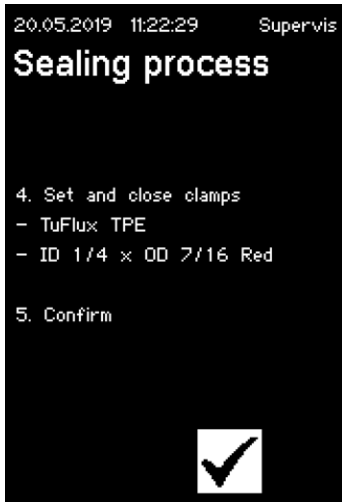 20.05.2019 11:22:29 Supervis
Sealing process
4. Set and close clamps
- TuFlux TPE
- ID 1/4 x OD 7/16 Red
5. Confirm